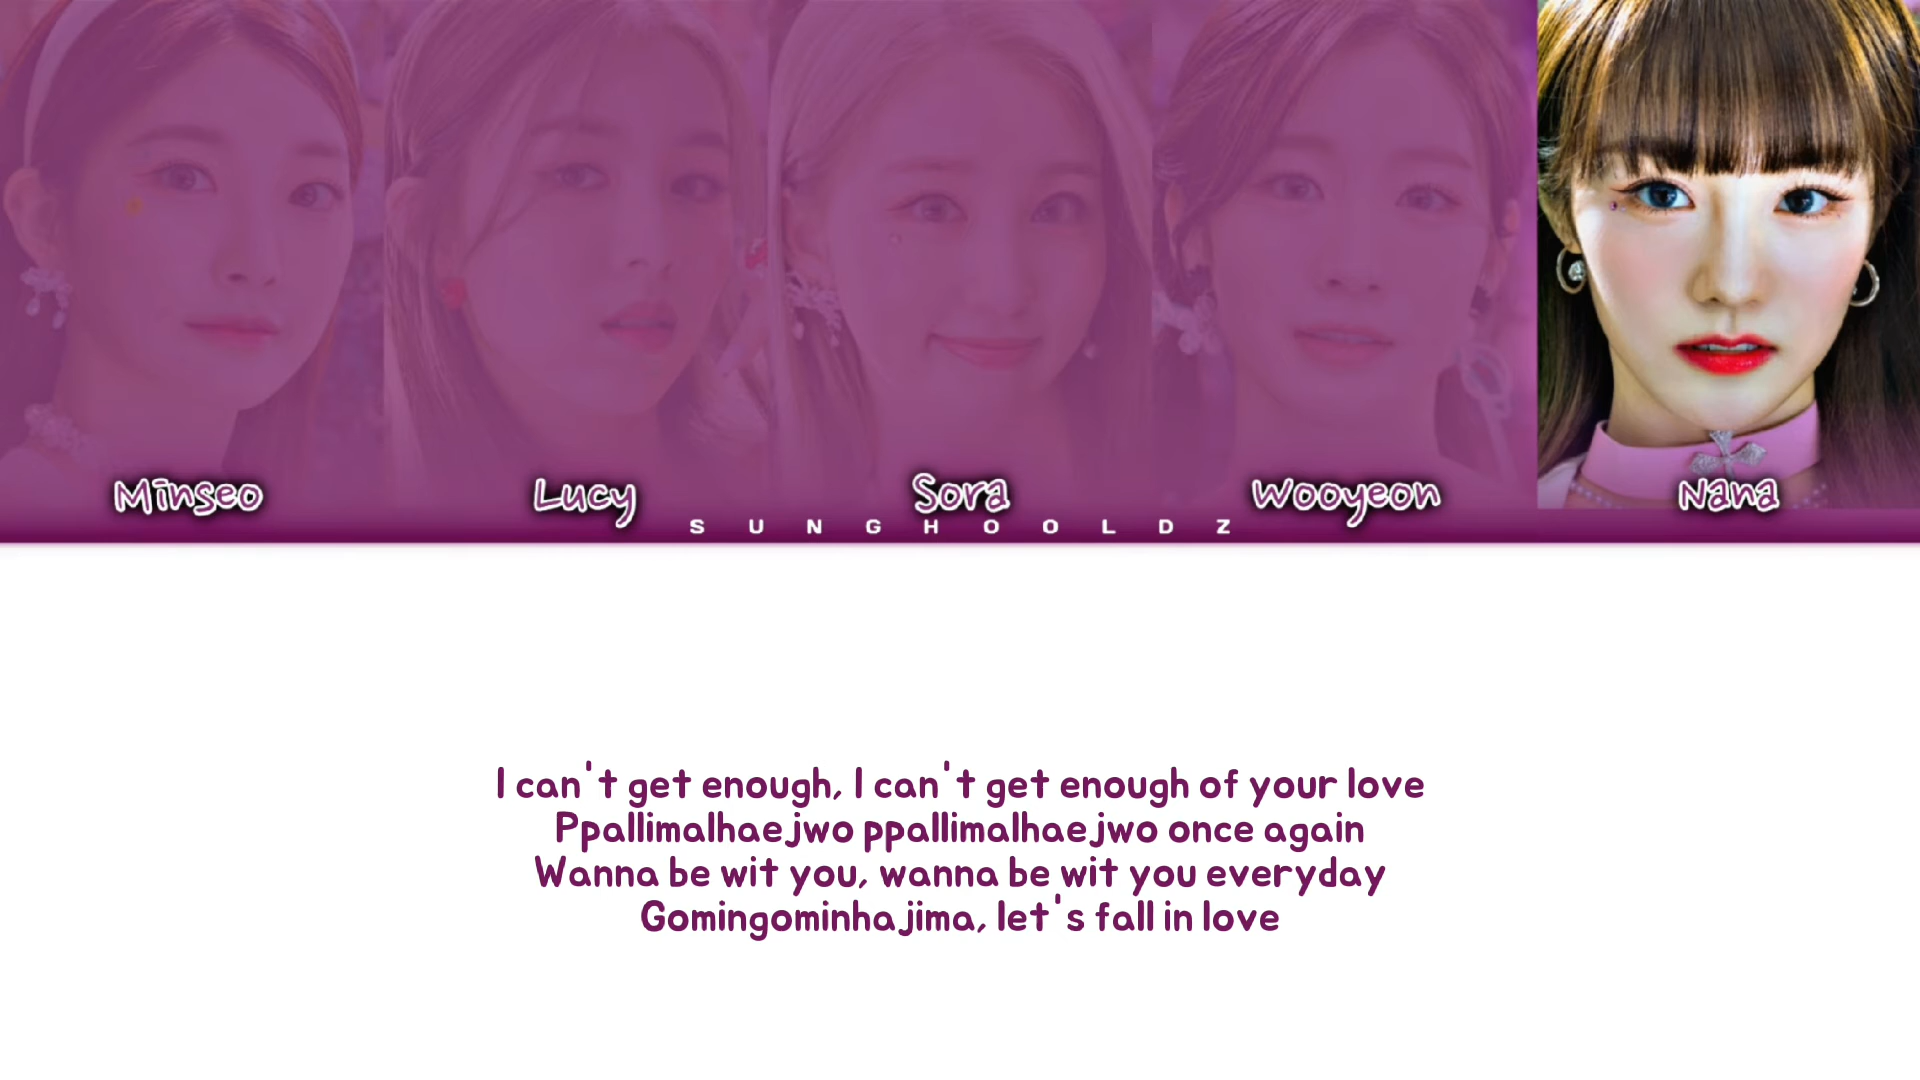 Minseo
Lucy
Sora
Wooyeon
Nana
SUNGHOOLDZ
I can't get enough, I can't get enough of your love
Ppallimalhaejwo ppallimalhaejwo once again
Wanna be wit you, wanna be wit you everyday
Gomingominhajima, let's fall in love